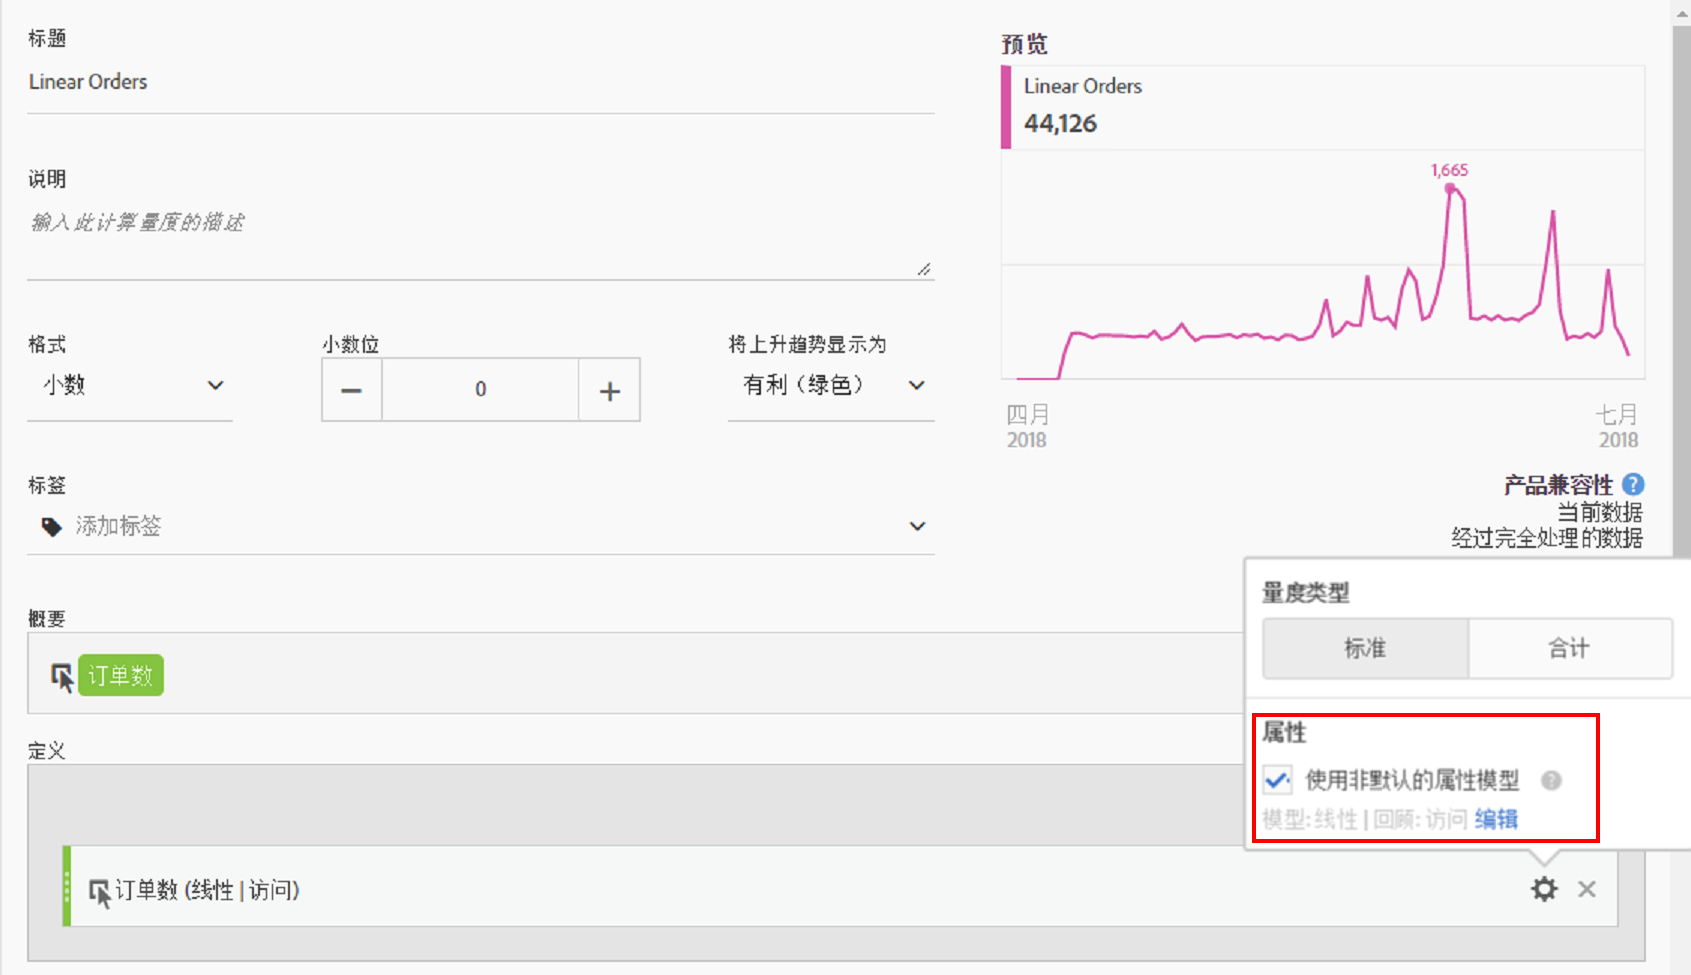 标题
Linear Orders
说明
输入此计算量度的描述
格式
小数
小数位
0
将上升趋势显示为
有利（绿色）
标签
添加标签
预览
Linear Orders
44,126
1,665
四月
2018
七月
2018
产品兼容性
当前数据
经过完全处理的数据
概要
订单数
定义
订单数 (线性 | 访问)
量度类型
标准
合计
属性
使用非默认的属性模型
模型: 线性 | 回顾: 访问 编辑